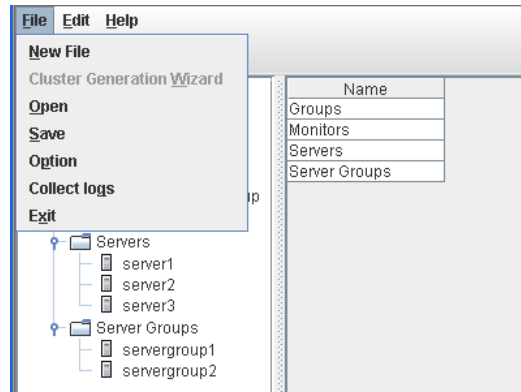 File Edit Help
New File
Cluster Generation Wizard
Open
Save
Option
Collect logs
Exit
up
Servers
server1
server2
server3
Server Groups
servergroup1
servergroup2
Name
Groups
Monitors
Servers
Server Groups